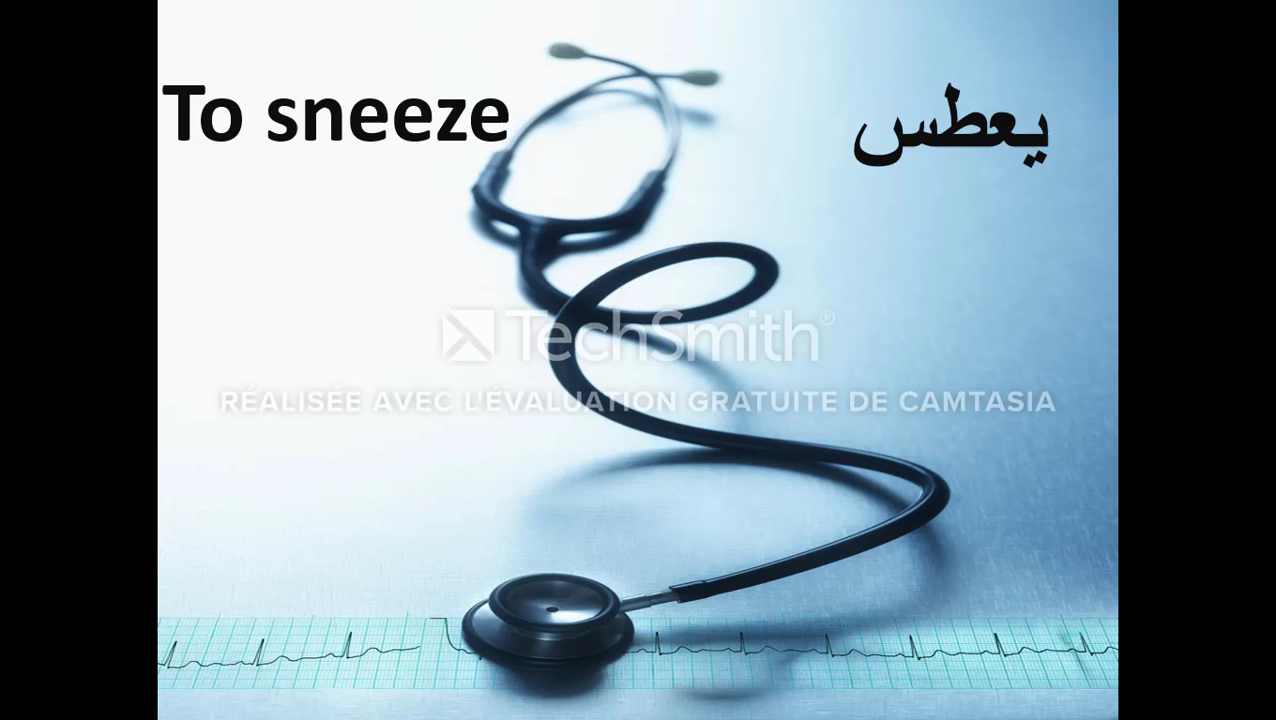 To sneeze
يعطس
TechSmith®
RÉALISÉE AVEC L'ÉVALUATION GRATUITE DE CAMTASIA